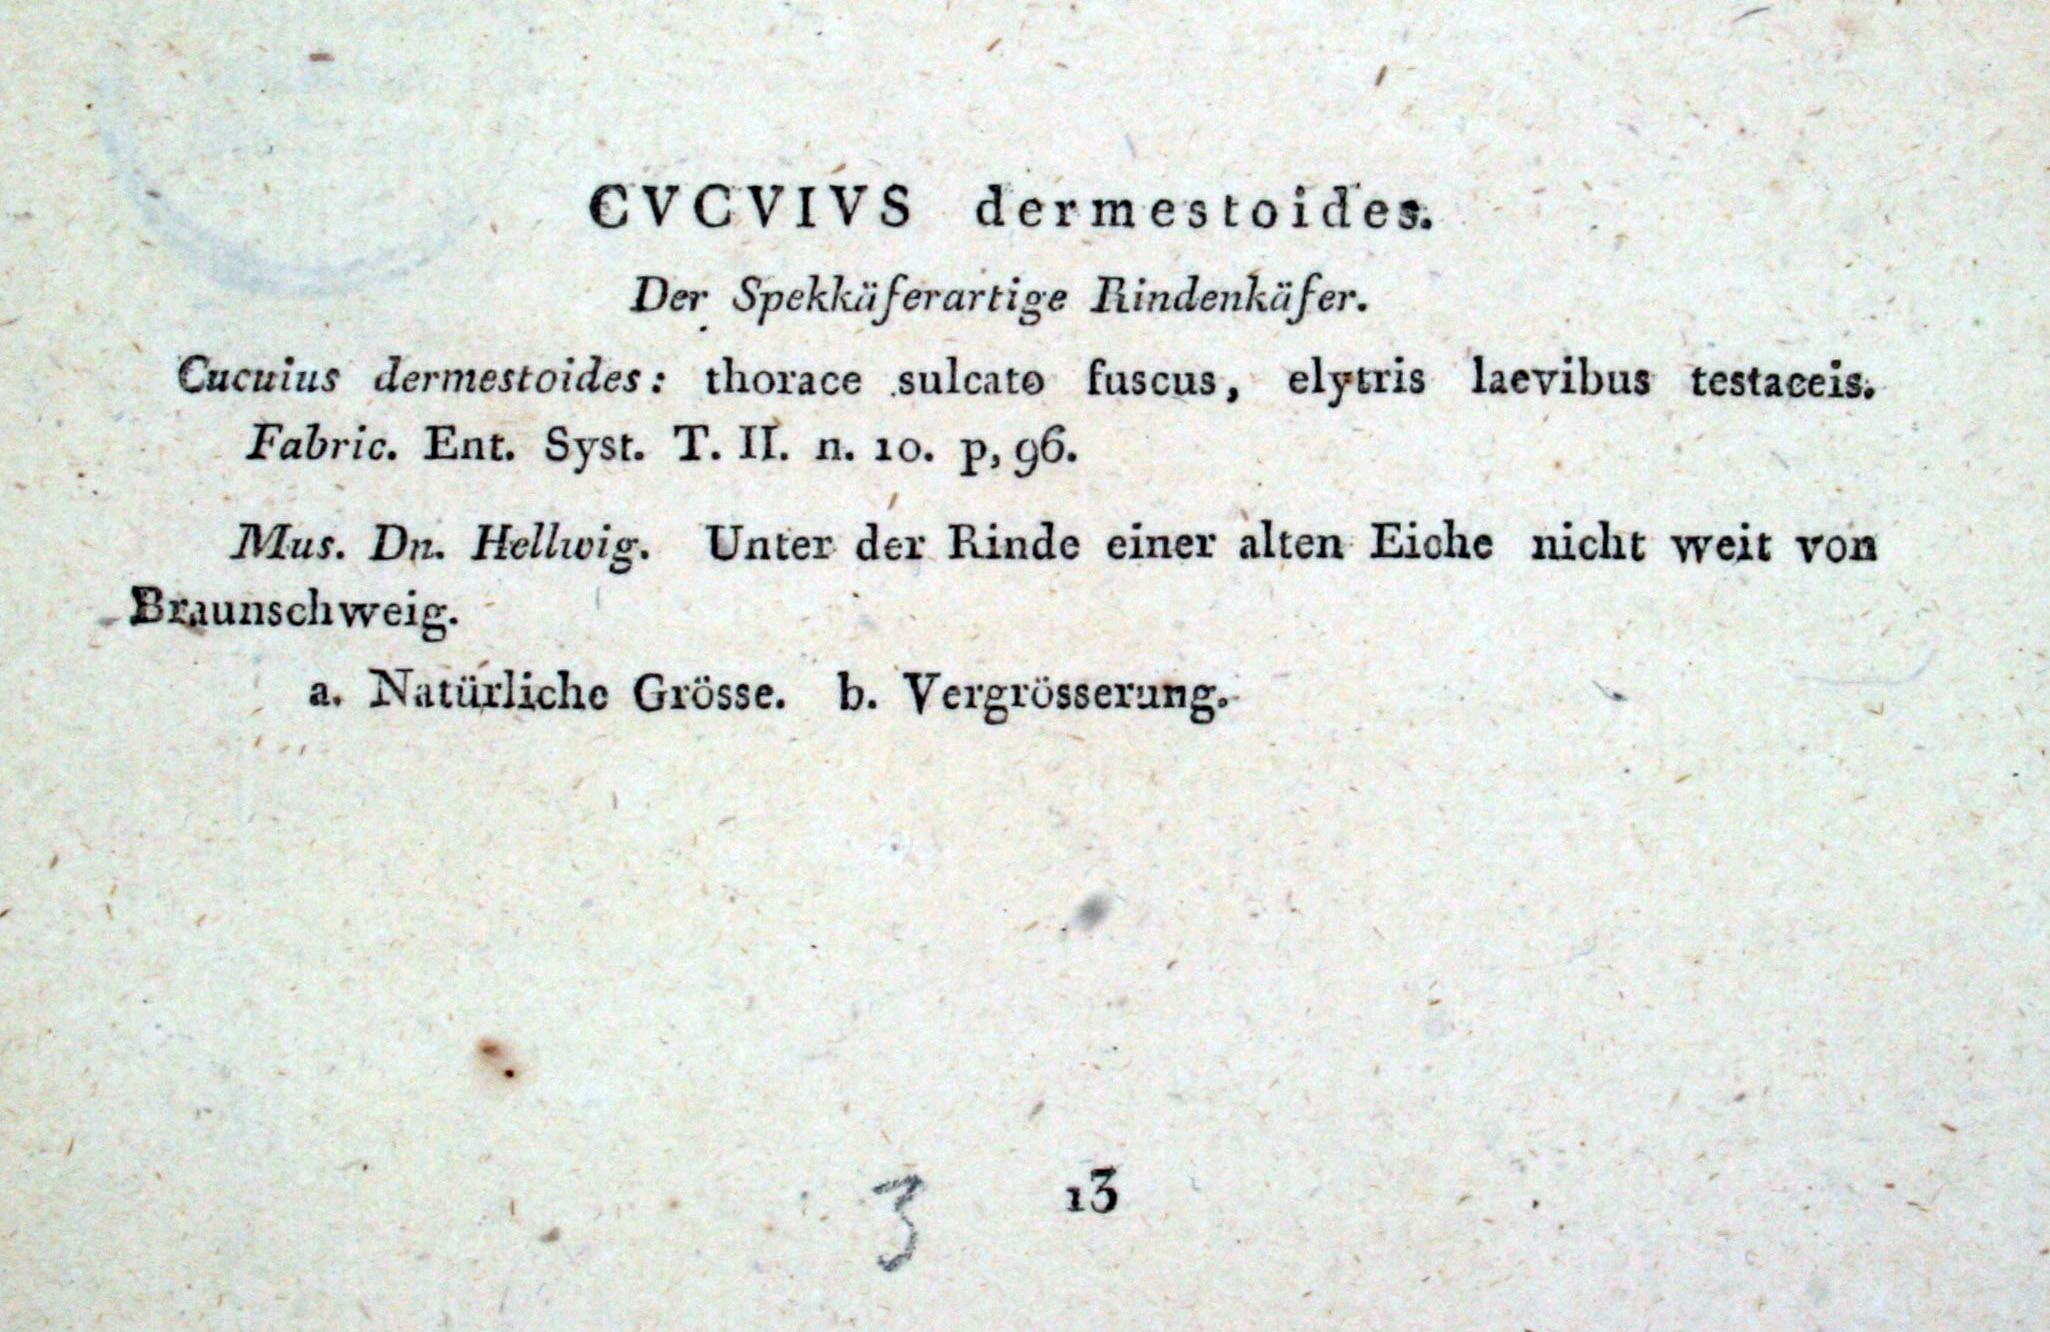 CVCVIVS dermestoides.
Der Spekkäferartige Rindenkäfer.
Cucuius dermestoides: thorace sulcato fuscus, elytris laevibus testaceis.
Fabric. Ent. Syst. T. II. n. 10. p, 96.
Mus. Dn. Hellwig. Unter der Rinde einer alten Eiche nicht weit von
Braunschweig.
a. Natürliche Grösse. b. Vergrösserung.
3 13